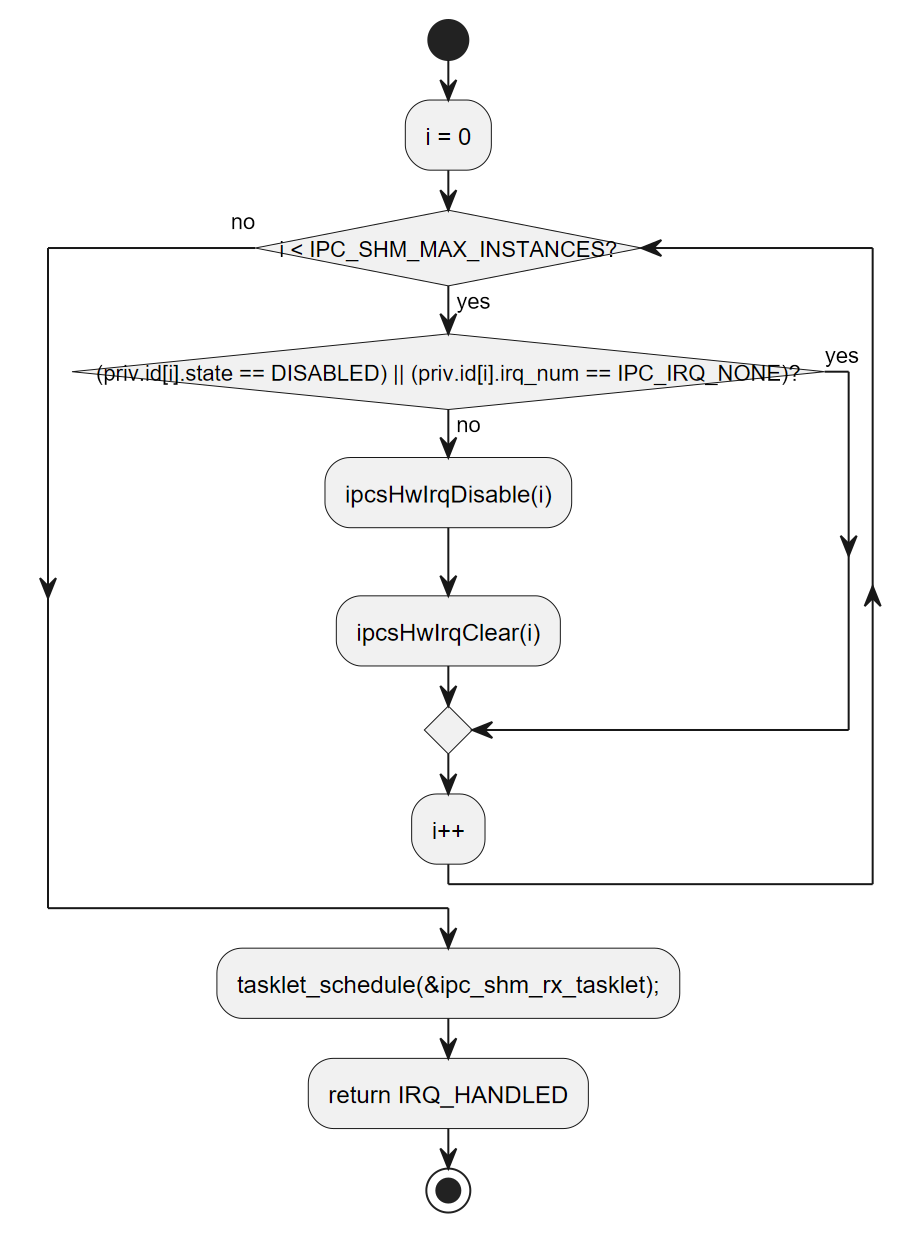 i = 0
no
i < IPC_SHM_MAX_INSTANCES?
yes
(priv.id[i].state == DISABLED) || (priv.id[i].irq_num == IPC_IRQ_NONE)?
yes
no
ipcsHwIrqDisable(i)
ipcsHwIrqClear(i)
i++
tasklet_schedule(&ipc_shm_rx_tasklet);
return IRQ_HANDLED